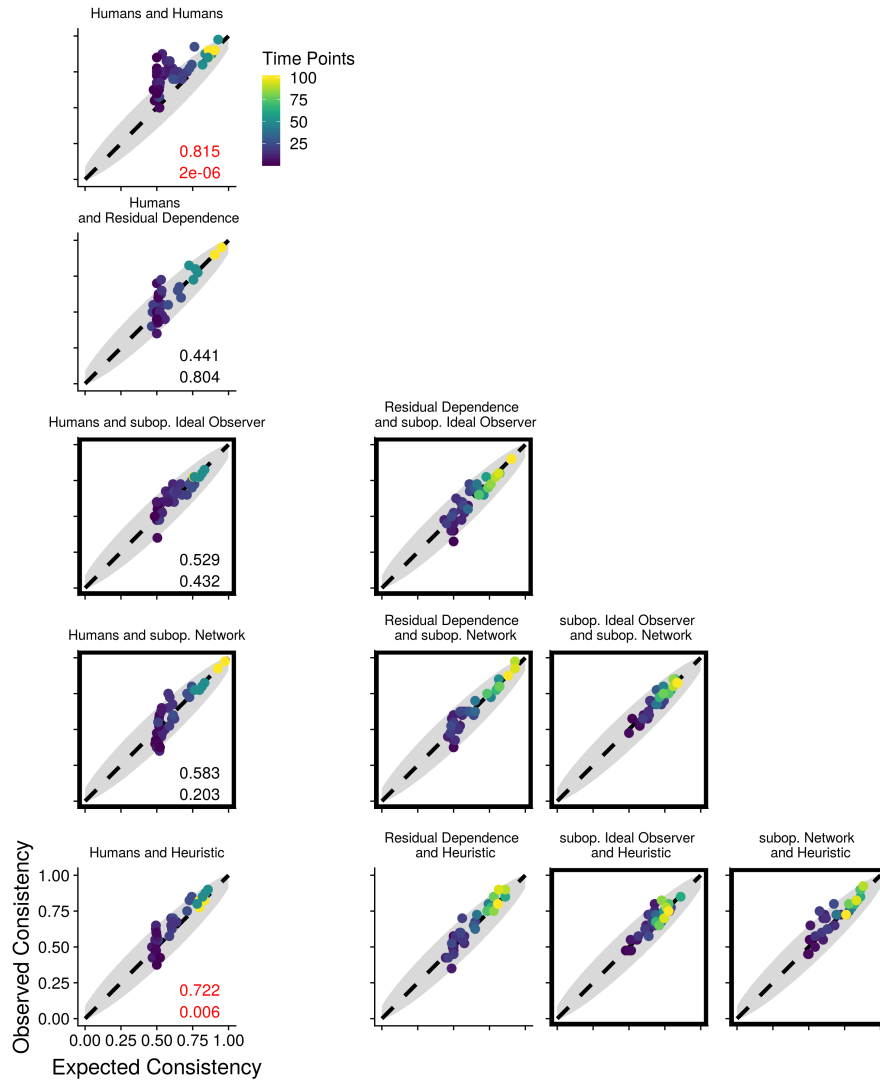 Humans and Humans
Time Points
100
75
50
25
0.815
2e-06
Humans
and Residual Dependence
0.441
0.804
Humans and subop. Ideal Observer
0.529
0.432
Residual Dependence
and subop. Ideal Observer
Humans and subop. Network
0.583
0.203
Residual Dependence
and subop. Network
subop. Ideal Observer
and subop. Network
Humans and Heuristic
0.722
0.006
Residual Dependence
and Heuristic
subop. Ideal Observer
and Heuristic
subop. Network
and Heuristic
Observed Consistency
1.00
0.75
0.50
0.25
0.00
0.00 0.25 0.50 0.75 1.00
Expected Consistency